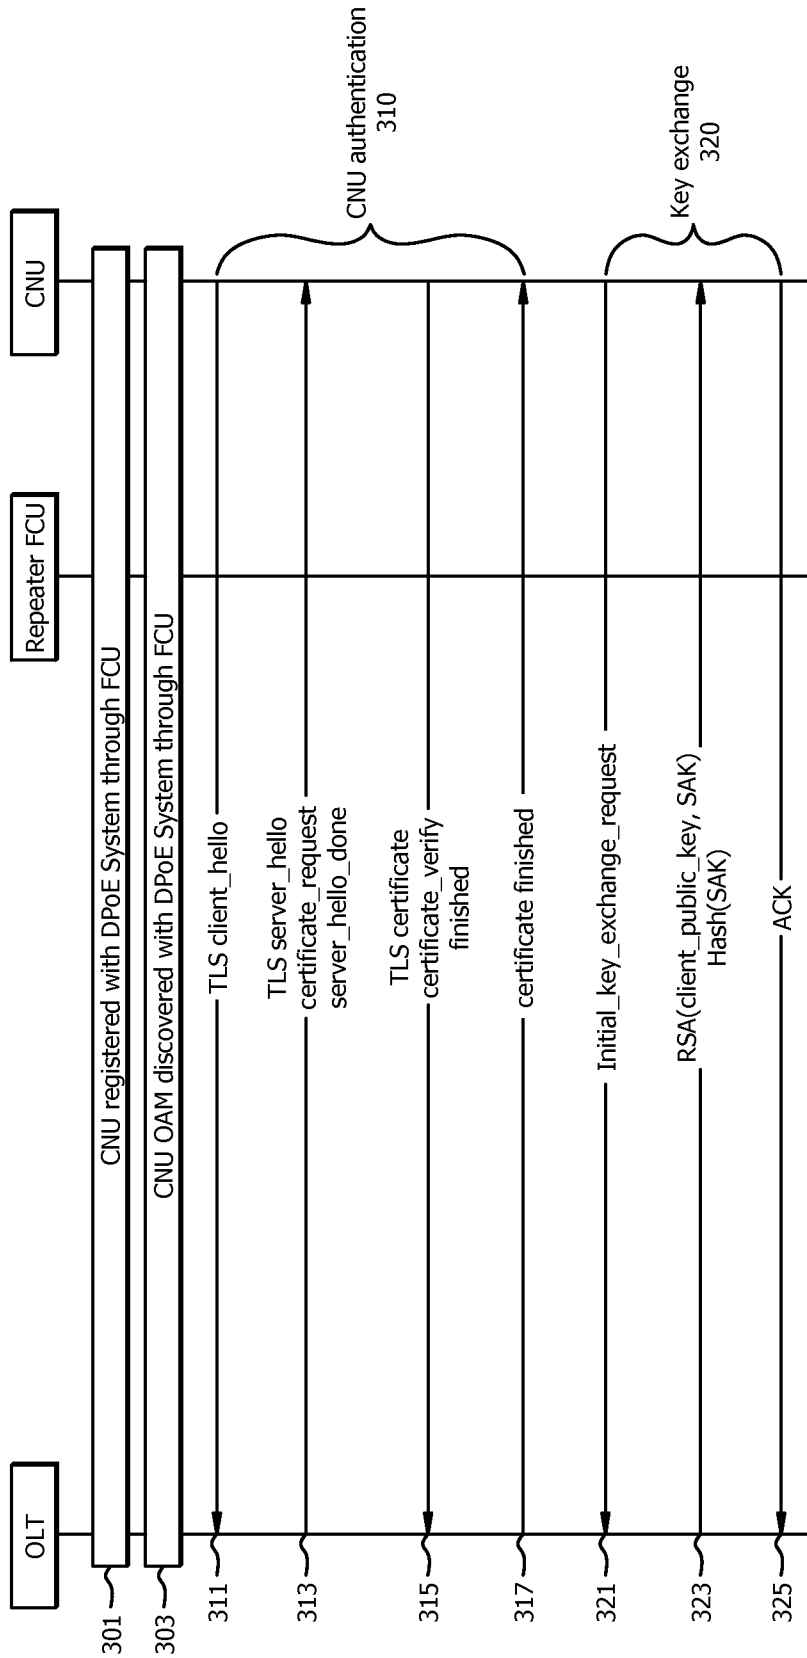 OLT
Repeater FCU
CNU
301
CNU registered with DPoE System through FCU
303
CNU OAM discovered with DPoE System through FCU
311
TLS client_hello
313
TLS server_hello
certificate_request
server_hello_done
315
TLS certificate
certificate_verify
finished
317
certificate finished
CNU authentication
310
321
Initial_key_exchange_request
323
RSA(client_public_key, SAK)
Hash(SAK)
325
ACK
Key exchange
320